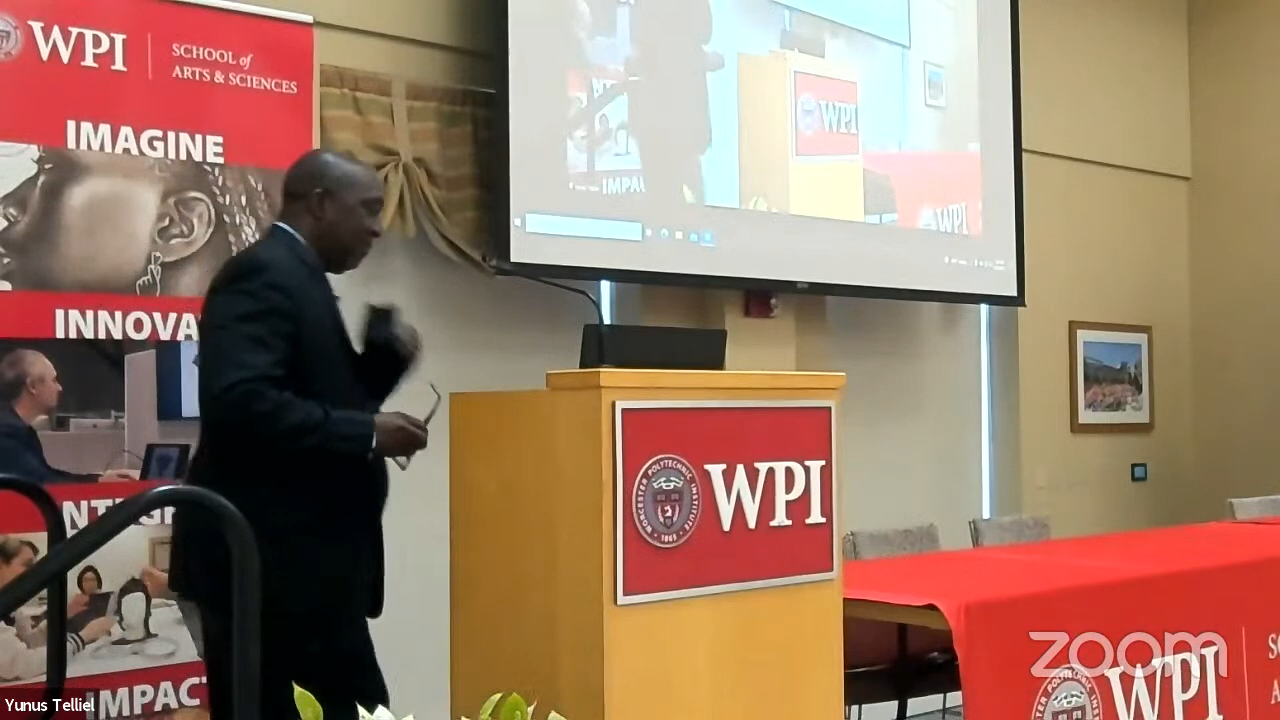 WPI
SCHOOL of
ARTS & SCIENCES
IMAGINE
INNOVA
IMPACT
WPI
IMPAC
WPI
WORCESTER POLYTECHNIC INSTITUTE
1865
WPI
WPI
zoom
WPI
Yunus Telliel